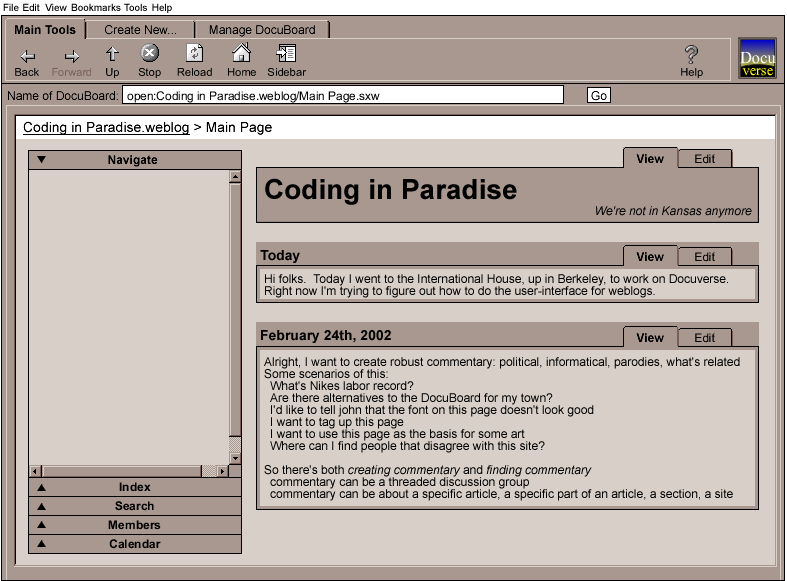 File Edit View Bookmarks Tools Help
Main Tools Create New... Manage DocuBoard
Back Forward Up Stop Reload Home Sidebar Help
Docu
verse
Name of DocuBoard: open:Coding in Paradise.weblog/Main Page.sxw Go
Coding in Paradise.weblog > Main Page
Navigate
View Edit
Coding in Paradise
We're not in Kansas anymore
Today View Edit
Hi folks. Today I went to the International House, up in Berkeley, to work on Docuverse.
Right now I'm trying to figure out how to do the user-interface for weblogs.
February 24th, 2002 View Edit
Alright, I want to create robust commentary: political, informatical, parodies, what's related
Some scenarios of this:
What's Nikes labor record?
Are there alternatives to the DocuBoard for my town?
I'd like to tell john that the font on this page doesn't look good
I want to tag up this page
I want to use this page as the basis for some art
Where can I find people that disagree with this site?
So there's both creating commentary and finding commentary
commentary can be a threaded discussion group
commentary can be about a specific article, a specific part of an article, a section, a site
Index
Search
Members
Calendar